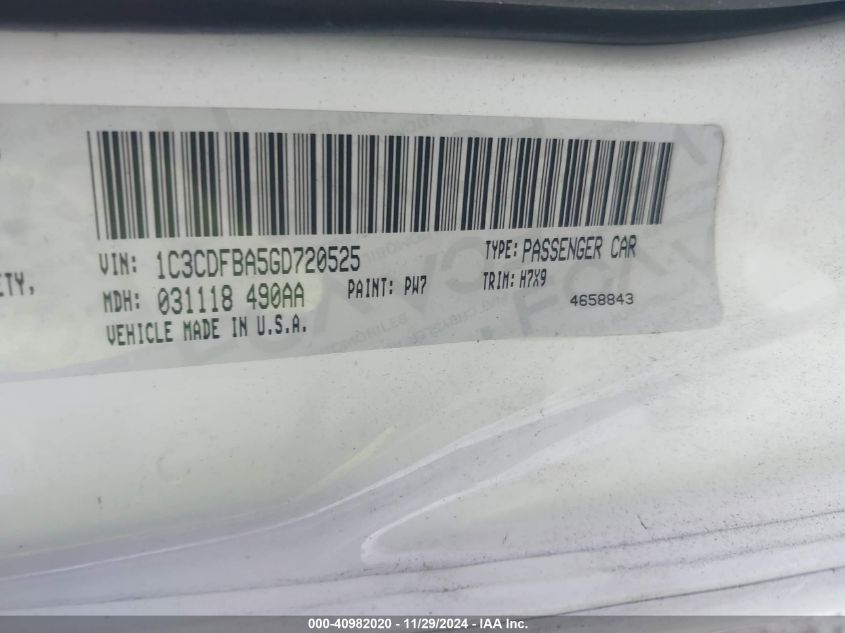 ETY,
VIN: 1C3CDFBA5GD720525 TYPE: PASSENGER CAR
MDH: 031118 490AA PAINT: PW7 TRIM: H7X9
VEHICLE MADE IN U.S.A. 4658843
000-40982020 - 11/29/2024 - IAA Inc.